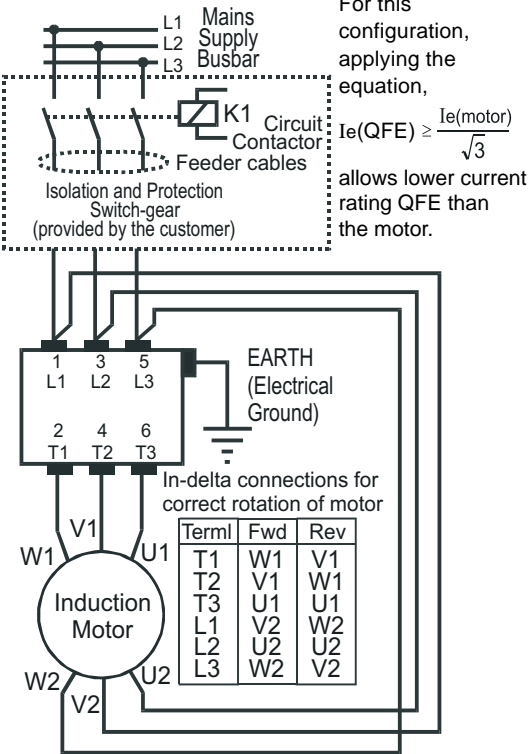 L1 Mains
L2 Supply
L3 Busbar
For this
configuration,
applying the
equation,
Ie(QFE) ≥ Ie(motor)
√3
allows lower current
rating QFE than
the motor.
K1 Circuit
Contactor
Feeder cables
Isolation and Protection
Switch-gear
(provided by the customer)
1 3 5
L1 L2 L3
EARTH
(Electrical
Ground)
2 4 6
T1 T2 T3
In-delta connections for
correct rotation of motor
Terml Fwd Rev
T1 W1 V1
T2 V1 W1
T3 U1 U1
L1 V2 W2
L2 U2 U2
L3 W2 V2
V1
W1 U1
Induction
Motor
W2 U2
V2